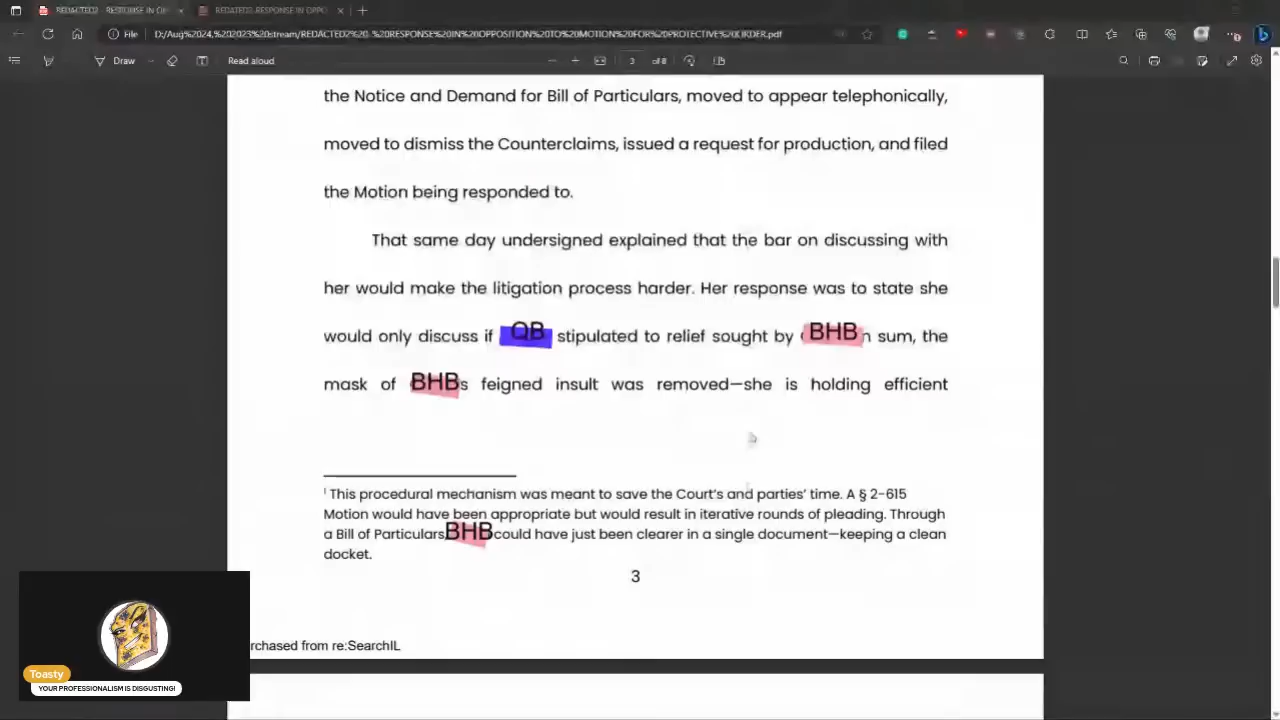 REDACTED2 - RESPONSE IN OP
REDACTED2-RESPONSE IN OPPO
File D:/Aug%2024,%202023%20stream/REDACTED2%20-%20RESPONSE%20IN%20OPPOSITION%20TO%20MOTION%20FOR%20PROTECTIVE%20ORDER.pdf
Draw Read aloud 3 of 8
the Notice and Demand for Bill of Particulars, moved to appear telephonically,
moved to dismiss the Counterclaims, issued a request for production, and filed
the Motion being responded to.
That same day undersigned explained that the bar on discussing with
her would make the litigation process harder. Her response was to state she
would only discuss if QB stipulated to relief sought by BHB n sum, the
mask of BHB s feigned insult was removed—she is holding efficient
1 This procedural mechanism was meant to save the Court's and parties' time. A § 2-615
Motion would have been appropriate but would result in iterative rounds of pleading. Through
a Bill of Particulars, BHB could have just been clearer in a single document—keeping a clean
docket.
3
rchased from re:SearchIL
Toasty
YOUR PROFESSIONALISM IS DISGUSTING!